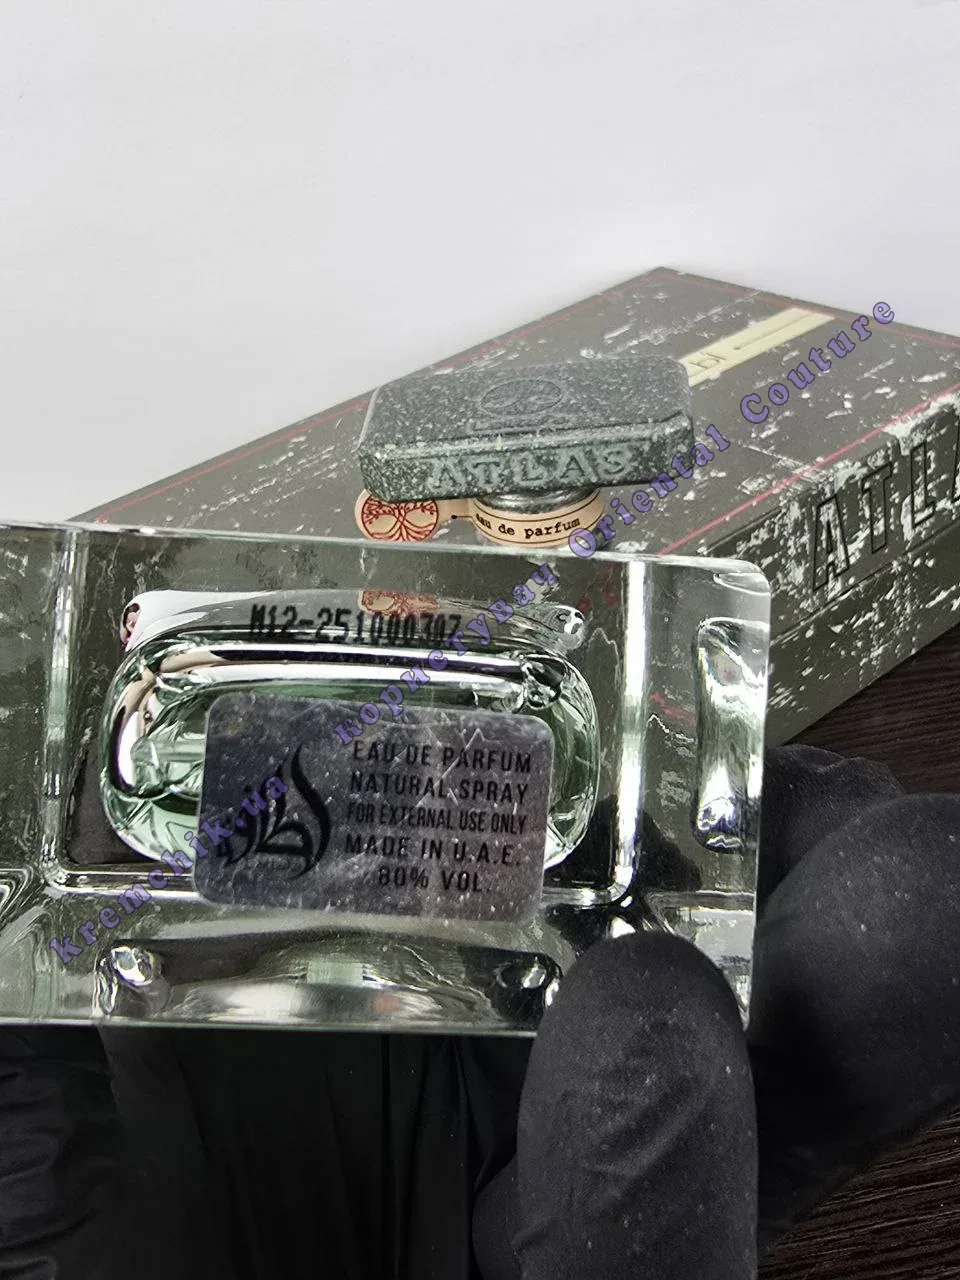 ATLAS
eau de parfum
ATLA
M12-251000307
EAU DE PARFUM
NATURAL SPRAY
FOR EXTERNAL USE ONLY
MADE IN U.A.E.
80% VOL.
kremchik.ua користувач Oriental Couture